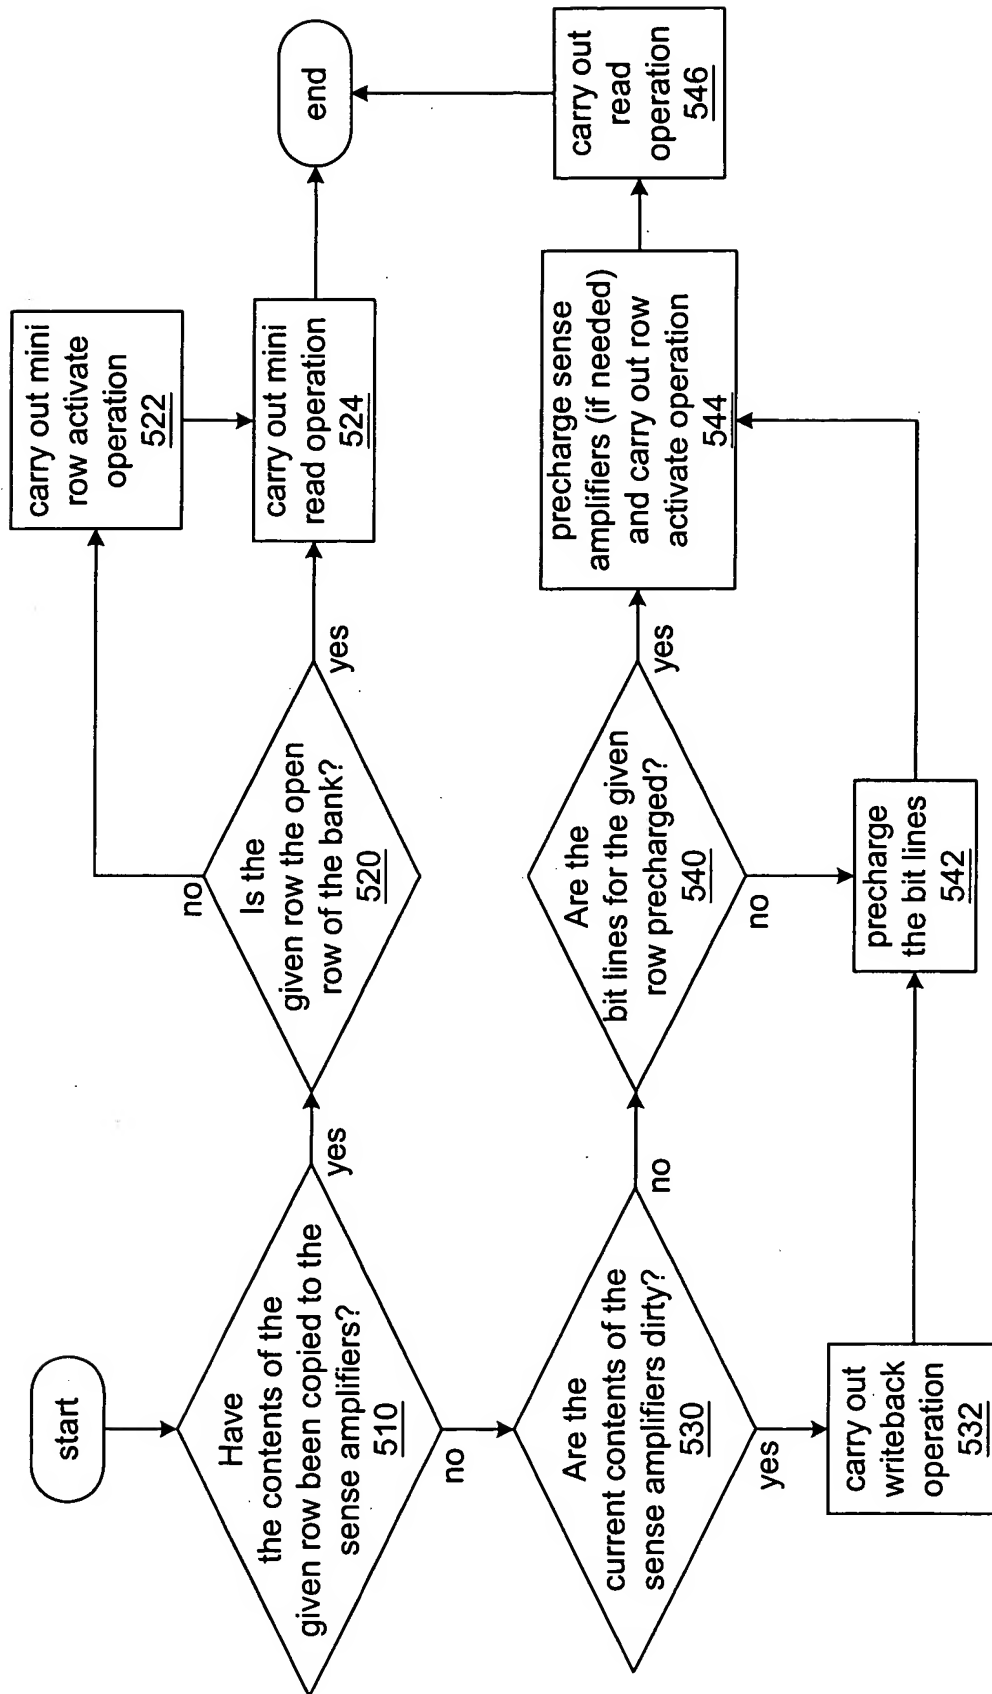 start
Have
the contents of the
given row been copied to the
sense amplifiers?
510
yes
no
Is the
given row the open
row of the bank?
520
no
yes
carry out mini
row activate
operation
522
carry out mini
read operation
524
end
Are the
current contents of the
sense amplifiers dirty?
530
no
yes
carry out
writeback
operation
532
Are the
bit lines for the given
row precharged?
540
yes
no
precharge
the bit lines
542
precharge sense
amplifiers (if needed)
and carry out row
activate operation
544
carry out
read
operation
546